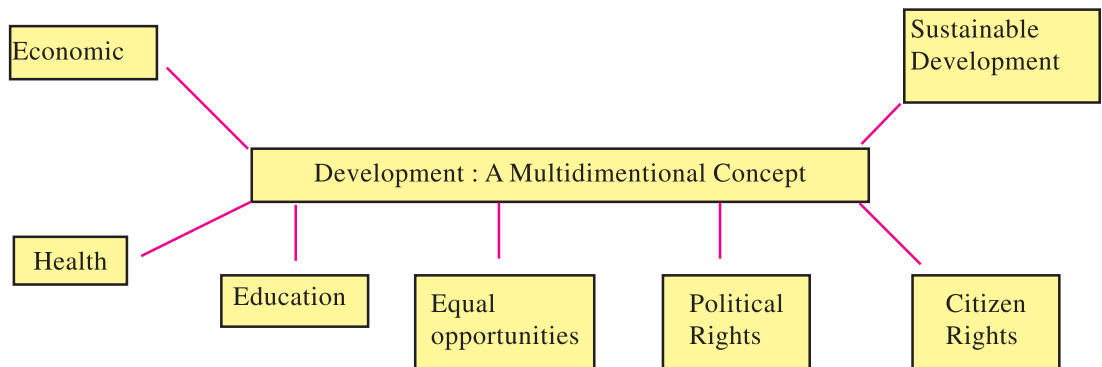 Economic
Sustainable
Development
Development : A Multidimentional Concept
Health
Education
Equal
opportunities
Political
Rights
Citizen
Rights